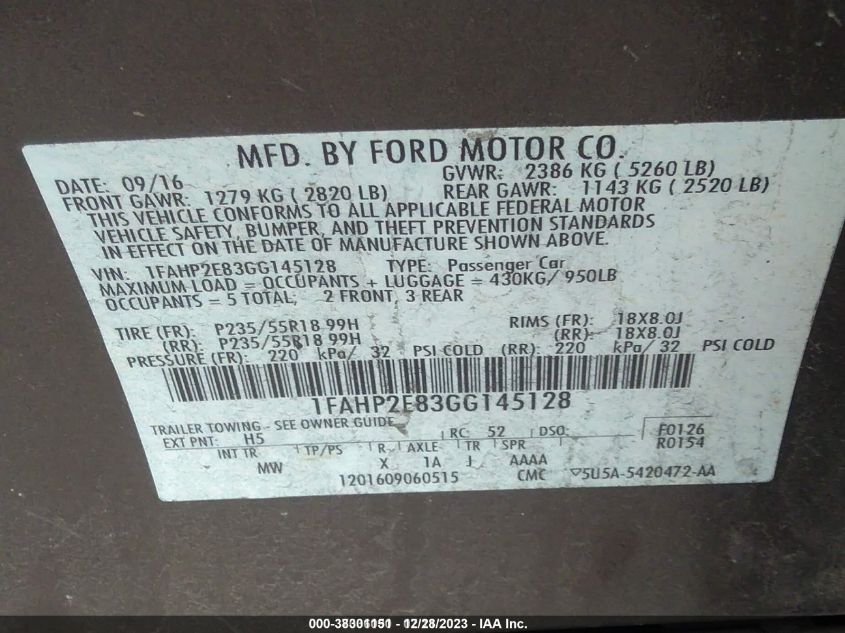 MFD. BY FORD MOTOR CO.
DATE: 09/16 GVWR: 2386 KG ( 5260 LB)
FRONT GAWR: 1279 KG ( 2820 LB) REAR GAWR: 1143 KG ( 2520 LB)
THIS VEHICLE CONFORMS TO ALL APPLICABLE FEDERAL MOTOR
VEHICLE SAFETY, BUMPER, AND THEFT PREVENTION STANDARDS
IN EFFECT ON THE DATE OF MANUFACTURE SHOWN ABOVE.
VIN: 1FAHP2E83GG145128 TYPE: Passenger Car
MAXIMUM LOAD = OCCUPANTS + LUGGAGE = 430KG/ 950LB
OCCUPANTS = 5 TOTAL; 2 FRONT, 3 REAR
TIRE (FR): P235/55R18 99H RIMS (FR): 18X8.0J
(RR): P235/55R18 99H (RR): 18X8.0J
PRESSURE (FR): 220 kPa/ 32 PSI COLD (RR): 220 kPa/ 32 PSI COLD
1FAHP2E83GG145128
TRAILER TOWING - SEE OWNER GUIDE
EXT PNT: H5 RC: 52 DSO: F0126
INT TR TP/PS R AXLE TR SPR R0154
MW X 1A J AAAA
1201609060515 CMC ▽5U5A-5420472-AA
12/28/2023 - IAA Inc.